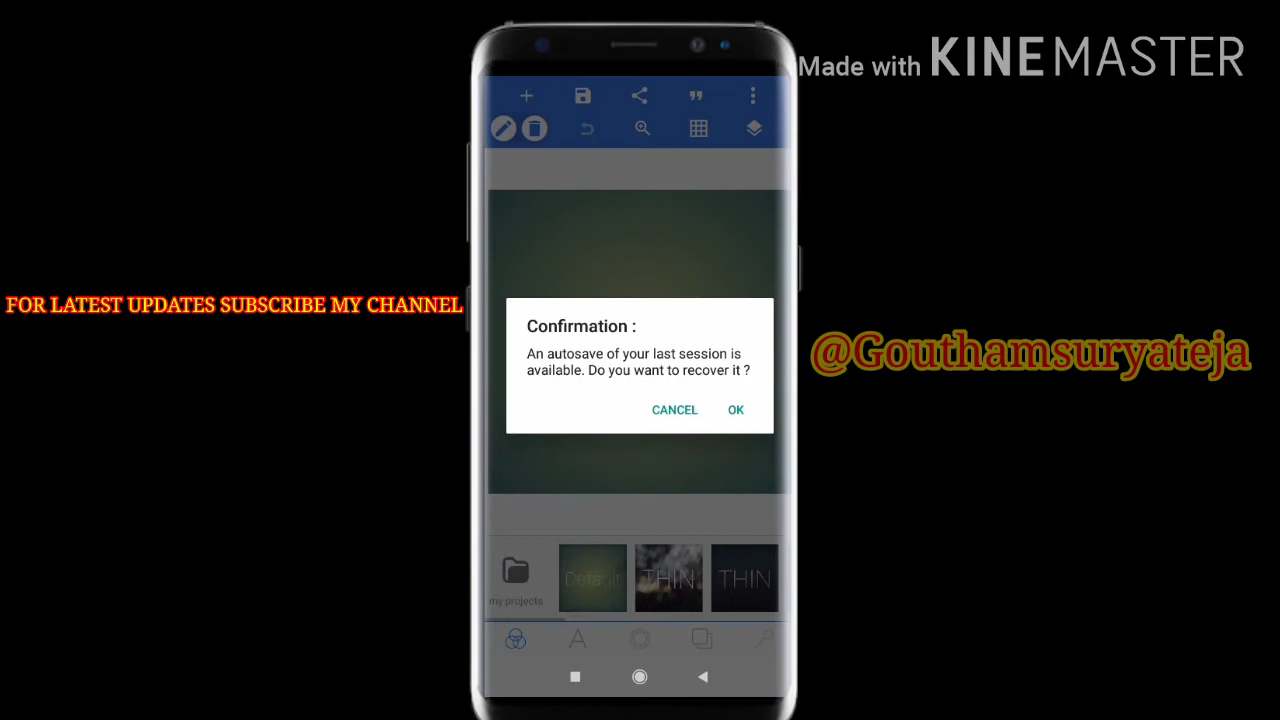 Made with KINEMASTER
FOR LATEST UPDATES SUBSCRIBE MY CHANNEL
@Gouthamsuryateja
Confirmation :
An autosave of your last session is
available. Do you want to recover it ?
CANCEL OK
my projects
Default
THIN
THIN
A